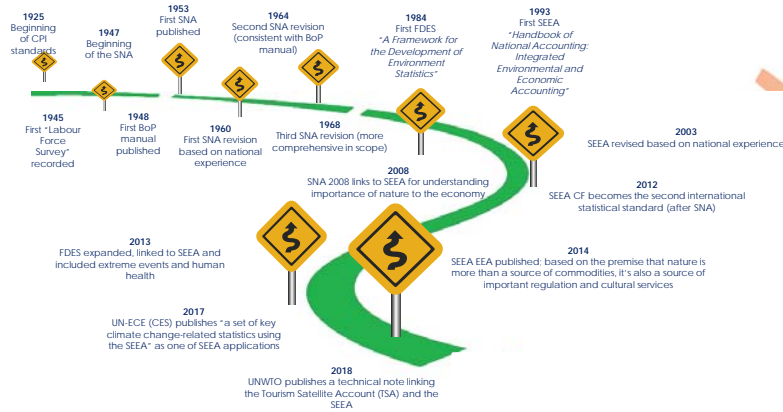 1925
Beginning
of CPI
standards
1947
Beginning
of the SNA
1953
First SNA
published
1964
Second SNA revision
(consistent with BoP
manual)
1984
First FDES
"A Framework for
the Development of
Environment
Statistics"
1993
First SEEA
"Handbook of
National Accounting:
Integrated
Environmental and
Economic
Accounting"
1945
First "Labour
Force
Survey"
recorded
1948
First BoP
manual
published
1960
First SNA revision
based on national
experience
1968
Third SNA revision (more
comprehensive in scope)
2003
SEEA revised based on national experience
2008
SNA 2008 links to SEEA for understanding
importance of nature to the economy
2012
SEEA CF becomes the second international
statistical standard (after SNA)
2013
FDES expanded, linked to SEEA and
included extreme events and human
health
2014
SEEA EEA published; based on the premise that nature is
more than a source of commodities, it's also a source of
important regulation and cultural services
2017
UN-ECE (CES) publishes "a set of key
climate change-related statistics using
the SEEA" as one of SEEA applications
2018
UNWTO publishes a technical note linking
the Tourism Satellite Account (TSA) and the
SEEA